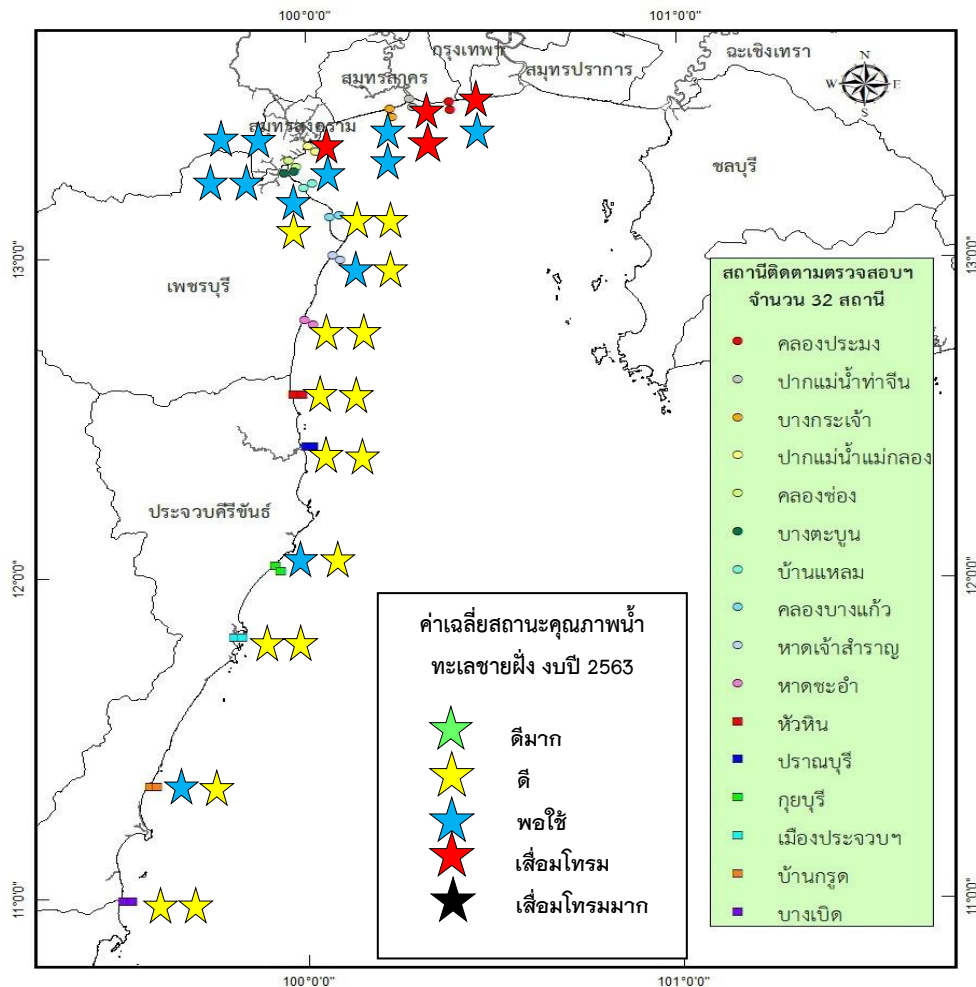 100°0'0"
101°0'0"
กรุงเทพฯ
ฉะเชิงเทรา
สมุทรสาคร
สมุทรปราการ
N
W
E
S
สมุทรสงคราม
ชลบุรี
13°0'0"
13°0'0"
เพชรบุรี
สถานีติดตามตรวจสอบฯ
จำนวน 32 สถานี
คลองประมง
ปากแม่น้ำท่าจีน
บางกระเจ้า
ปากแม่น้ำแม่กลอง
คลองช่อง
บางตะบูน
บ้านแหลม
คลองบางแก้ว
หาดเจ้าสำราญ
หาดชะอำ
หัวหิน
ปราณบุรี
กุยบุรี
เมืองประจวบฯ
บ้านกรูด
บางเบิด
ประจวบคีรีขันธ์
12°0'0"
12°0'0"
ค่าเฉลี่ยสถานะคุณภาพน้ำ
ทะเลชายฝั่ง งบปี 2563
ดีมาก
ดี
พอใช้
เสื่อมโทรม
เสื่อมโทรมมาก
11°0'0"
11°0'0"
100°0'0"
101°0'0"